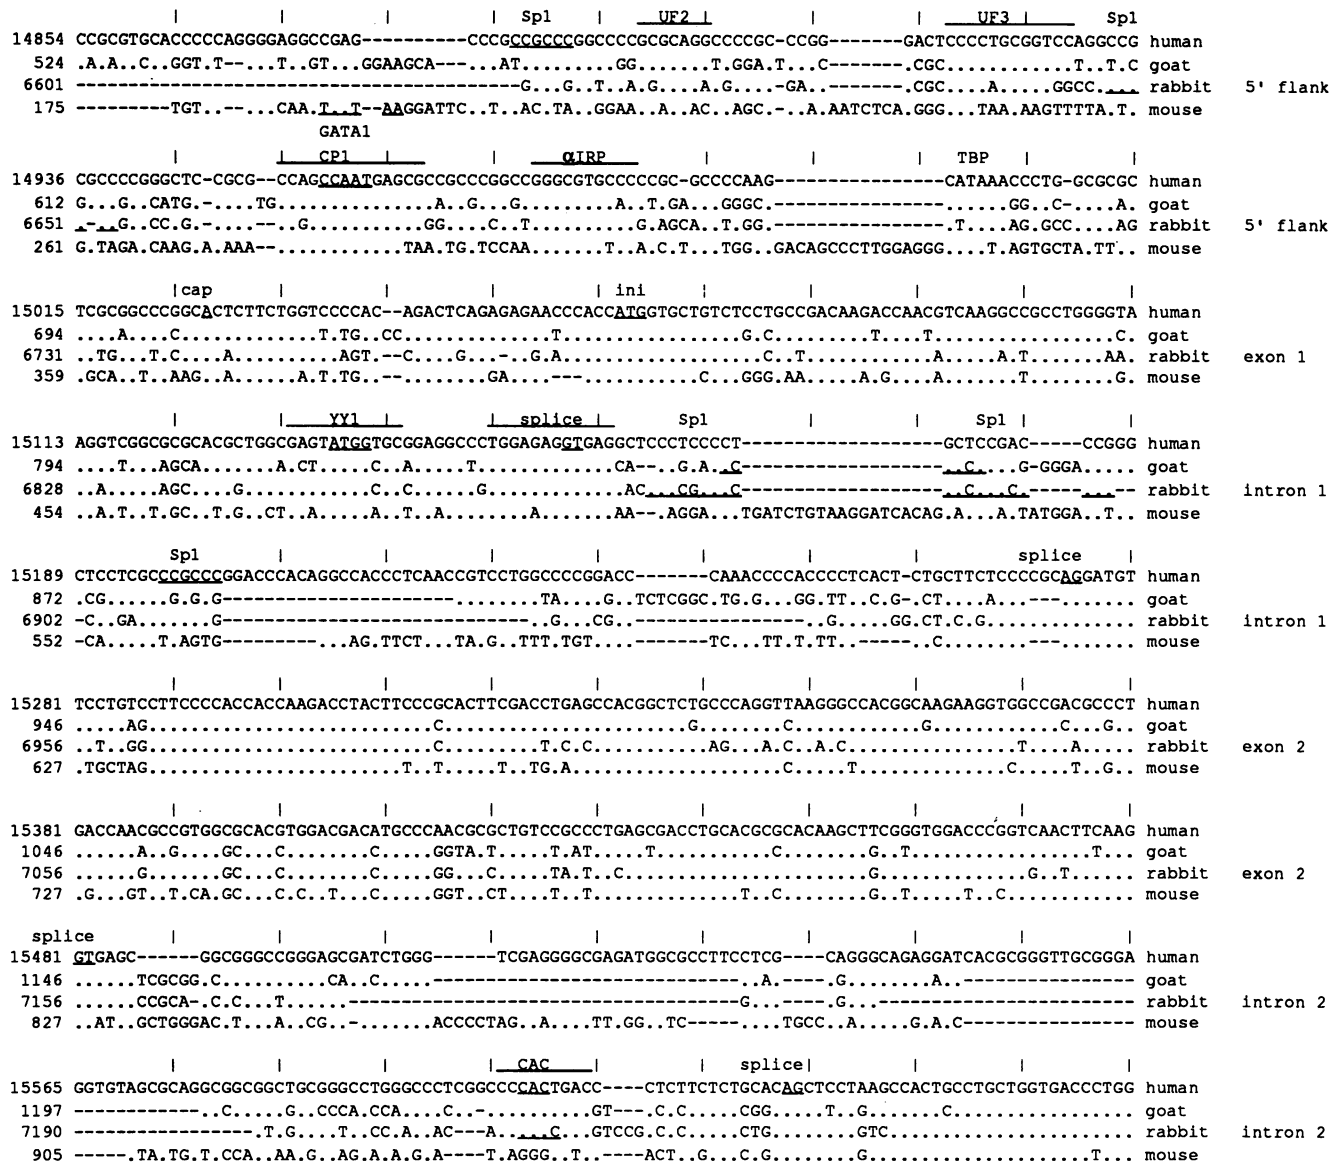 Sp1 UF2 UF3 Sp1
14854 CCGCGTGCACCCCCAGGGGAGGCCGAG----------CCCGCCGCCCGGCCCCGCGCAGGCCCCGC-CCGG-------GACTCCCCTGCGGTCCAGGCCG human
524 .A.A..C..GGT.T--...T..GT...GGAAGCA----...AT.........GG.......T.GGA.T...C-------.CGC...........T..T.C goat
6601 ------------------------------------------G...G..T..A.G....A.G....-GA...-------.CGC....A....GGCC.... rabbit 5' flank
175 ---------TGT..---...CAA.T..T--AAGGATTC..T..AC.TA..GGAA..A..AC..AGC...-A.AATCTCA.GGG...TAA.AAGTTTTA.T. mouse
GATA1
CP1 αIRP TBP
14936 CGCCCCGGGCTC-CGCG--CCAGCCAATGAGCGCCGCCCGGCCGGGCGTGCCCCCGCG-GCCCCAAG---------------CATAAACCCTG-GCGCGC human
612 G...G..CATG-....TG...............A..G...G.........A..T.GA...GGGC.---------------.......GG..C-....A. goat
6651 .-...G..CC.G.----....G...........GG....C..T..........G.AGCA..T.GG.---------------.T....AG.GCC....AG rabbit 5' flank
261 G.TAGA.CAAG.A.AAA--............TAA.TG.TCCAA.......T..A.C.T...TGG..GACAGCCCTTGGAGGG....T.AGTGCTA.TT.. mouse
cap ini
15015 TCGCGGCCCGGCACTCTTCTGGTCCCCAC--AGACTCAGAGAGAACCCACCATGGTGCTGTCTCCTGCCGACAAGACCAACGTCAAGGCCGCCTGGGGTA human
694 ....A....C.............T.TG..CC..............T.................G.C..........T....T.................C. goat
6731 ..TG...T.C....A..........AGT.--C....G...-..G.A...................C..T............A.....A.T.......AA. rabbit exon 1
359 .GCA..T..AAG..A......A.T.TG..--.......GA....---...........C...GGG.AA.....A.G....A.......T........G. mouse
YY1 splice Sp1 Sp1
15113 AGGTCGGCGCGCACGCTGGCGAGTATGGTGCGGAGGCCCTGGAGAGGTGAGGCTCCCTCCCCT-------------------GCTCCGAC-----CCGGG human
794 ....T...AGCA.......A.CT.....C..A.....T.............CA--..G.A..C-------------------..C....G-GGGA..... goat
6828 ..A.....AGC....G............C..C......G.............AC...CG...C-------------------..C...C.-----...-- rabbit intron 1
454 ..A.T..T.GC..T.G..CT..A.....A..T..A........A.......AA--.AGGA...TGATCTGTAAGGATCACAG.A...A.TATGGA..T.. mouse
Sp1 splice
15189 CTCCTCGCCCGCCCGGACCCACAGGCCACCCTCAACCGTCCTGGCCCCGGACC-------CAAACCCCACCCCTCACT-CTGCTTCTCCCCGCAGGATGT human
872 .CG......G.G.G----------------------........TA....G..TCTCGGC.TG.G...GG.TT..C.G-.CT....A...---....... goat
6902 -C..GA.......G-----------------------------..G...CG..----------------..G.....GG.CT.C.G.............. rabbit intron 1
552 -CA.....T.AGTG---------...AG.TTCT...TA.G..TTT.TGT....-------TC...TT.T.TT..-----..C........---....... mouse
15281 TCCTGTCCTTCCCCACCACCAAGACCTACTTCCCGCACTTCGACCTGAGCCACGGCTCTGCCCAGGTTAAGGGCCACGGCAAGAAGGTGGCCGACGCCCT human
946 .....AG...........................C.......................G........C............G............C...G.. goat
6956 ..T..GG...........................C.........T.C.C...........AG...A.C..A.C................T....A..... rabbit exon 2
627 .TGCTAG........................T..T.....T..TG.A....................C.....T..............C.....T..G.. mouse
15381 GACCAACGCCGTGGCGCACGTGGACGACATGCCCAACGCGCTGTCCGCCCTGAGCGACCTGCACGCGCACAAGCTTCGGGTGGACCCGGTCAACTTCAAG human
1046 ......A..G....GC...C........C.....GGTA.T.....T.AT.....T...........C........G..T.................T... goat
7056 ......G.......GC...C........C.....GG...C.....TA.T..C.......................G..............G..T...... rabbit exon 2
727 .G...GT..T.CA.GC...C.C..T...C.....GGT..CT....T..T..............T..C........G..T.....T..C............ mouse
splice
15481 GTGAGC------GGCGGGCCGGGAGCGATCTGGG------TCGAGGGGCGAGATGGCGCCTTCCTCG----CAGGGCAGAGGATCACGCGGGTTGCGGGA human
1146 ......TCGCGG.C..........CA..C.....-------------------------------..A.----.G........A..--------------- goat
7156 ......CCGCA-.C.C...T......-------------------------------------G..----.G...------------------------ rabbit intron 2
827 ..AT..GCTGGGAC.T...A..CG..-.......ACCCCTAG..A....TT.GG..TC-----....TGCC..A.....G.A.C---------------- mouse
CAC splice
15565 GGTGTAGCGCAGGCGGCGGCTGCGGGCCTGGGCCCTCGGCCCCACTGACC----CTCTTCTCTGCACAGCTCCTAAGCCACTGCCTGCTGGTGACCCTGG human
1197 ------------..C.....G..CCCA.CCA....C..-..........GT---..C.C.....CGG.....T..G.......C................ goat
7190 -----------------.T.G....T..CC.A..AC---A.....C...GTCCG.C.C......CTG.......GTC....................... rabbit intron 2
905 -----.TA.TG.T.CCA..AA.G..AG.A.A.G.A----T.AGGG..T..---ACT..G...C.G.........G.....................T... mouse